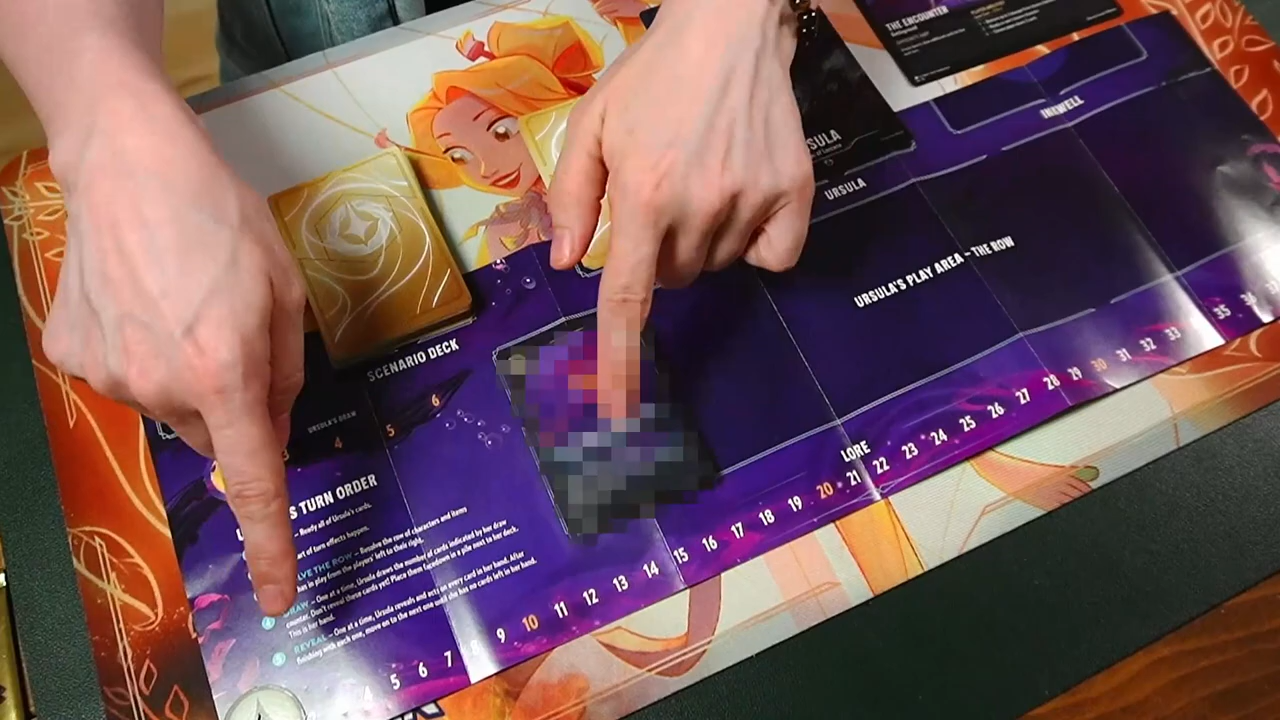 THE ENCOUNTER
INKWELL
SULA
URSULA
URSULA'S PLAY AREA – THE ROW
SCENARIO DECK
URSULA'S DRAW
3 4 5 6
S TURN ORDER
– Ready all of Ursula's cards.
art of turn effects happen.
LVE THE ROW – Resolve the row of characters and items
has in play from the players' left to their right.
DRAW – One at a time, Ursula draws the number of cards indicated by her draw
counter. Don't reveal these cards yet! Place them facedown in a pile next to her deck.
This is her hand.
REVEAL – One at a time, Ursula reveals and acts on every card in her hand. After
finishing with each one, move on to the next one until she has no cards left in her hand.
LORE
4 5 6 7 8 9 10 11 12 13 14 15 16 17 18 19 20 21 22 23 24 25 26 27 28 29 30 31 32 33 35